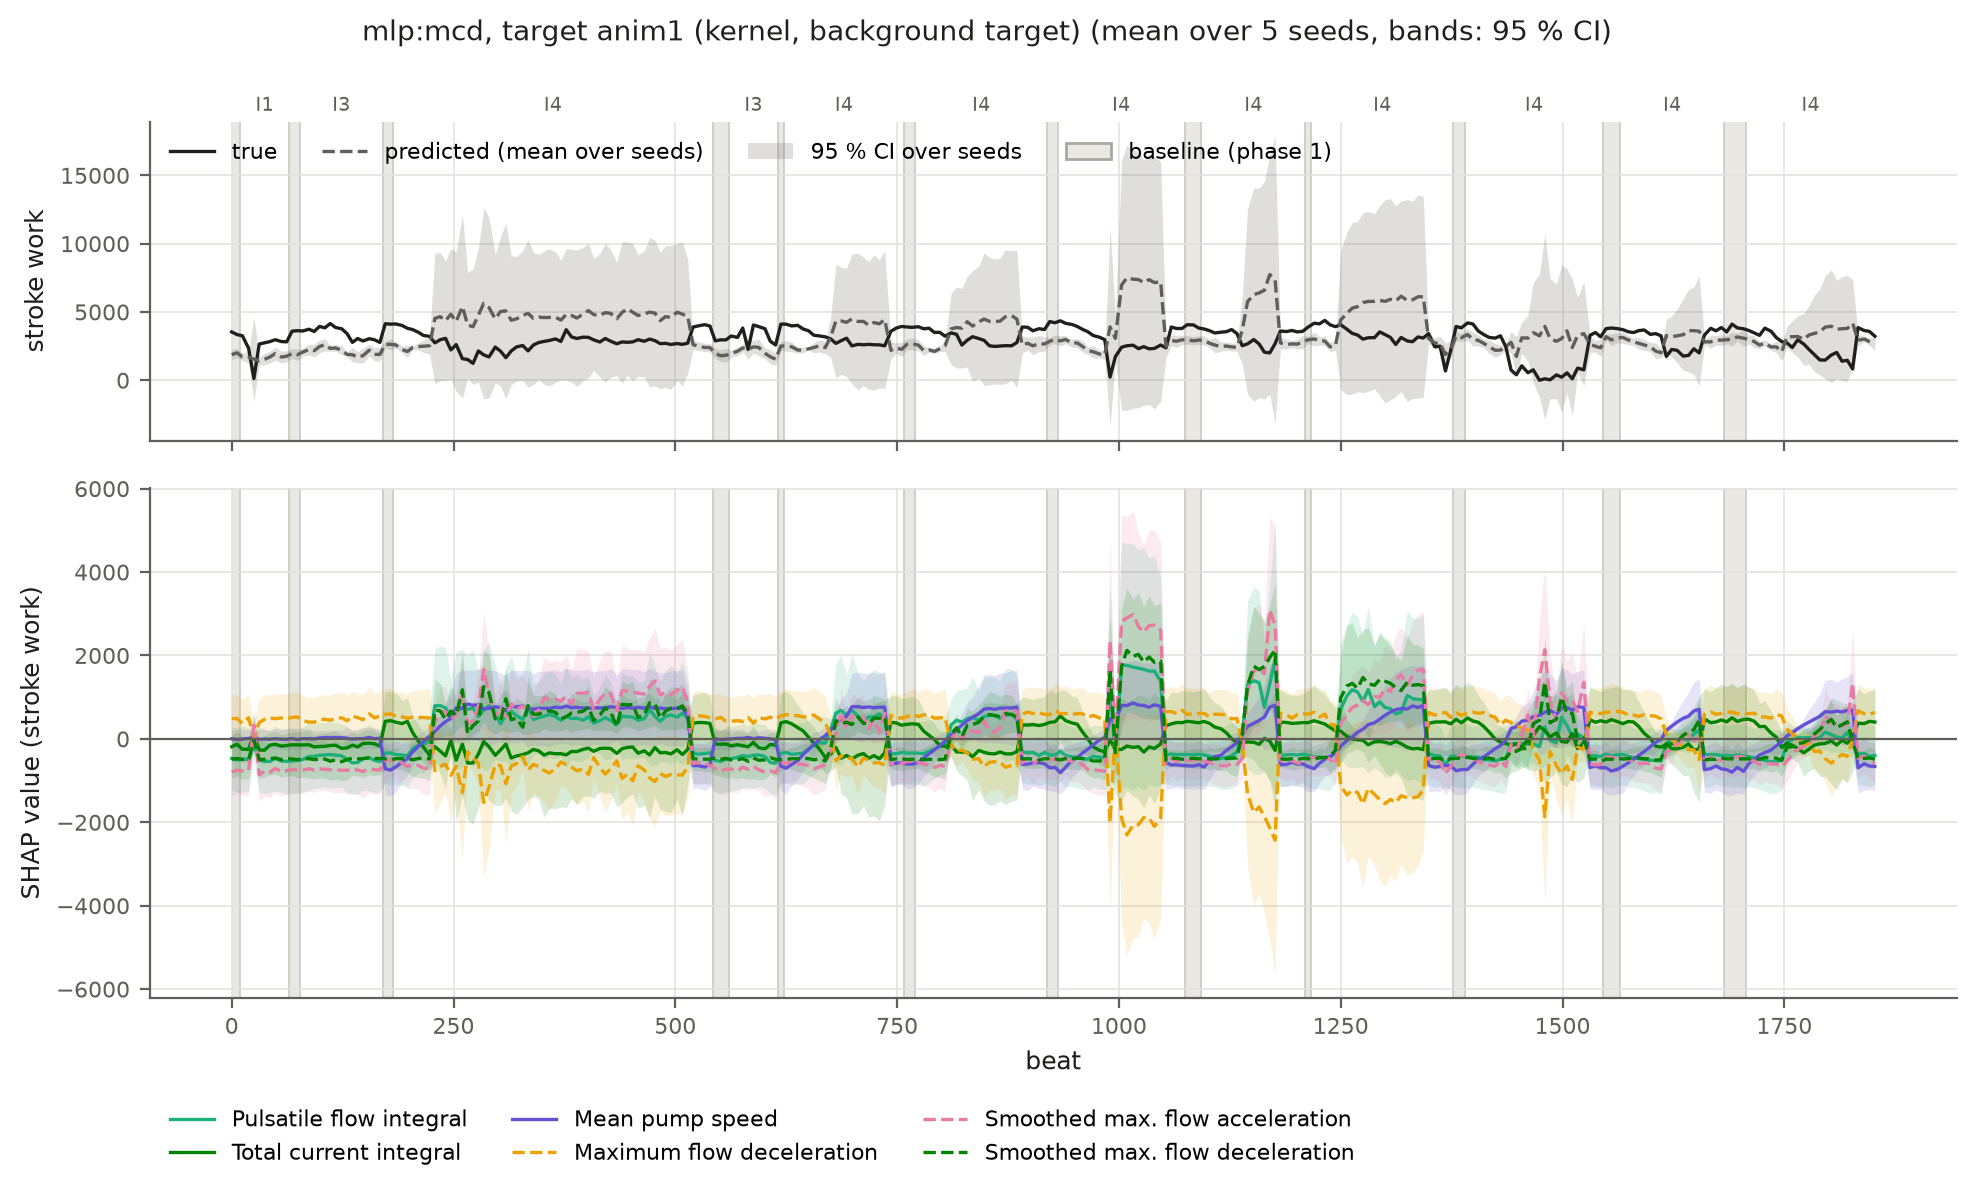 mlp:mcd, target anim1 (kernel, background target) (mean over 5 seeds, bands: 95 % CI)
I1 I3 I4 I3 I4 I4 I4 I4 I4 I4 I4 I4
true predicted (mean over seeds) 95 % CI over seeds baseline (phase 1)
15000
10000
5000
0
stroke work
6000
4000
2000
0
−2000
−4000
−6000
SHAP value (stroke work)
0 250 500 750 1000 1250 1500 1750
beat
Pulsatile flow integral Mean pump speed Smoothed max. flow acceleration
Total current integral Maximum flow deceleration Smoothed max. flow deceleration